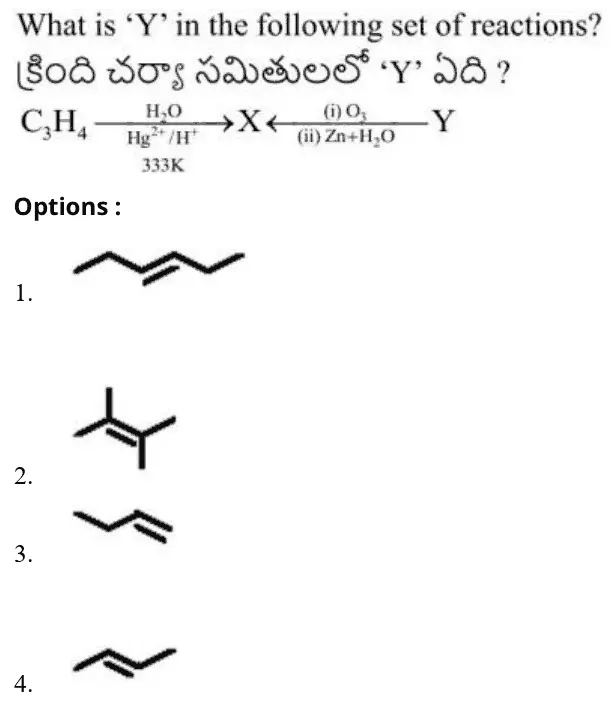 What is ‘Y’ in the following set of reactions?
క్రింది చర్యా సమితులలో ‘Y’ ఏది ?
C₃H₄ H₂O Hg²⁺/H⁺ 333K → X ← (i) O₃ (ii) Zn+H₂O Y
Options :
1.
2.
3.
4.